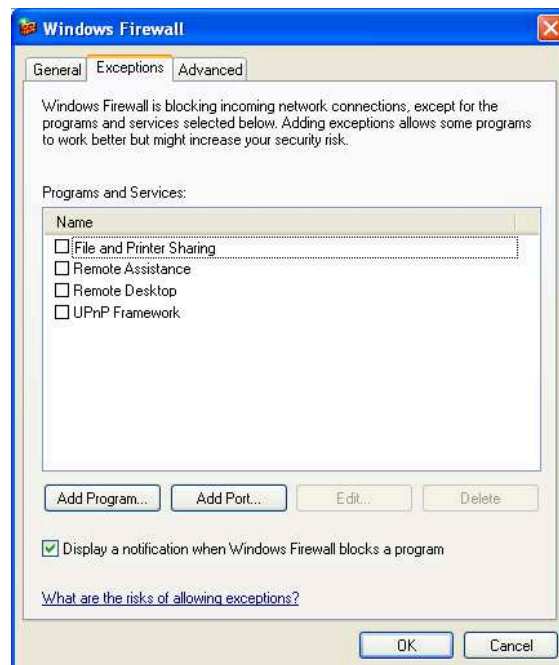 Windows Firewall
General Exceptions Advanced
Windows Firewall is blocking incoming network connections, except for the
programs and services selected below. Adding exceptions allows some programs
to work better but might increase your security risk.
Programs and Services:
Name
File and Printer Sharing
Remote Assistance
Remote Desktop
UPnP Framework
Add Program... Add Port... Edit... Delete
Display a notification when Windows Firewall blocks a program
What are the risks of allowing exceptions?
OK Cancel